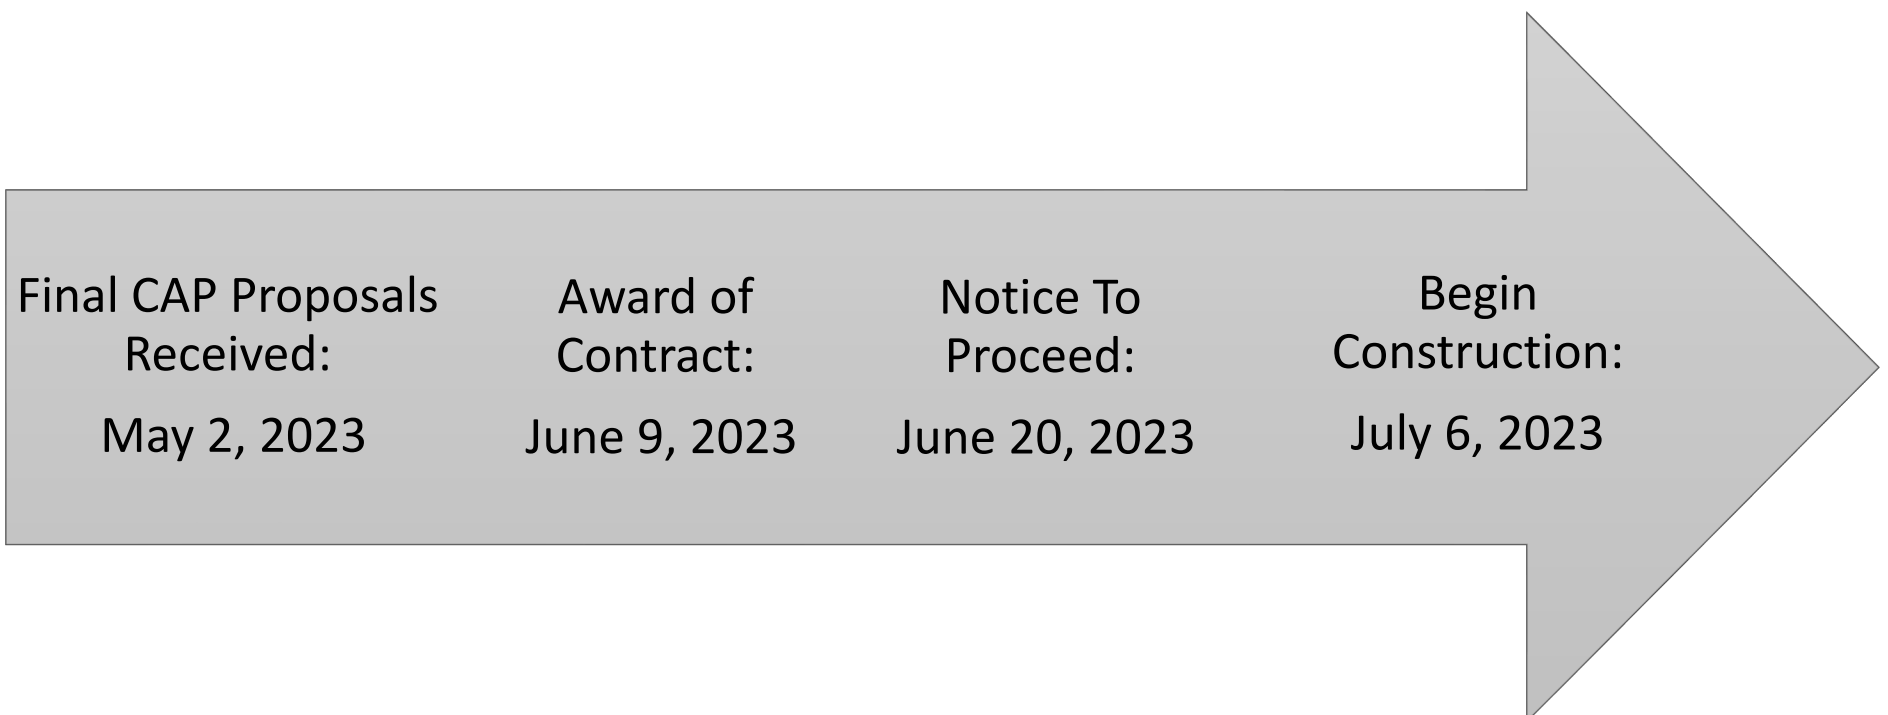 Final CAP Proposals
Received:
May 2, 2023
Award of
Contract:
June 9, 2023
Notice To
Proceed:
June 20, 2023
Begin
Construction:
July 6, 2023